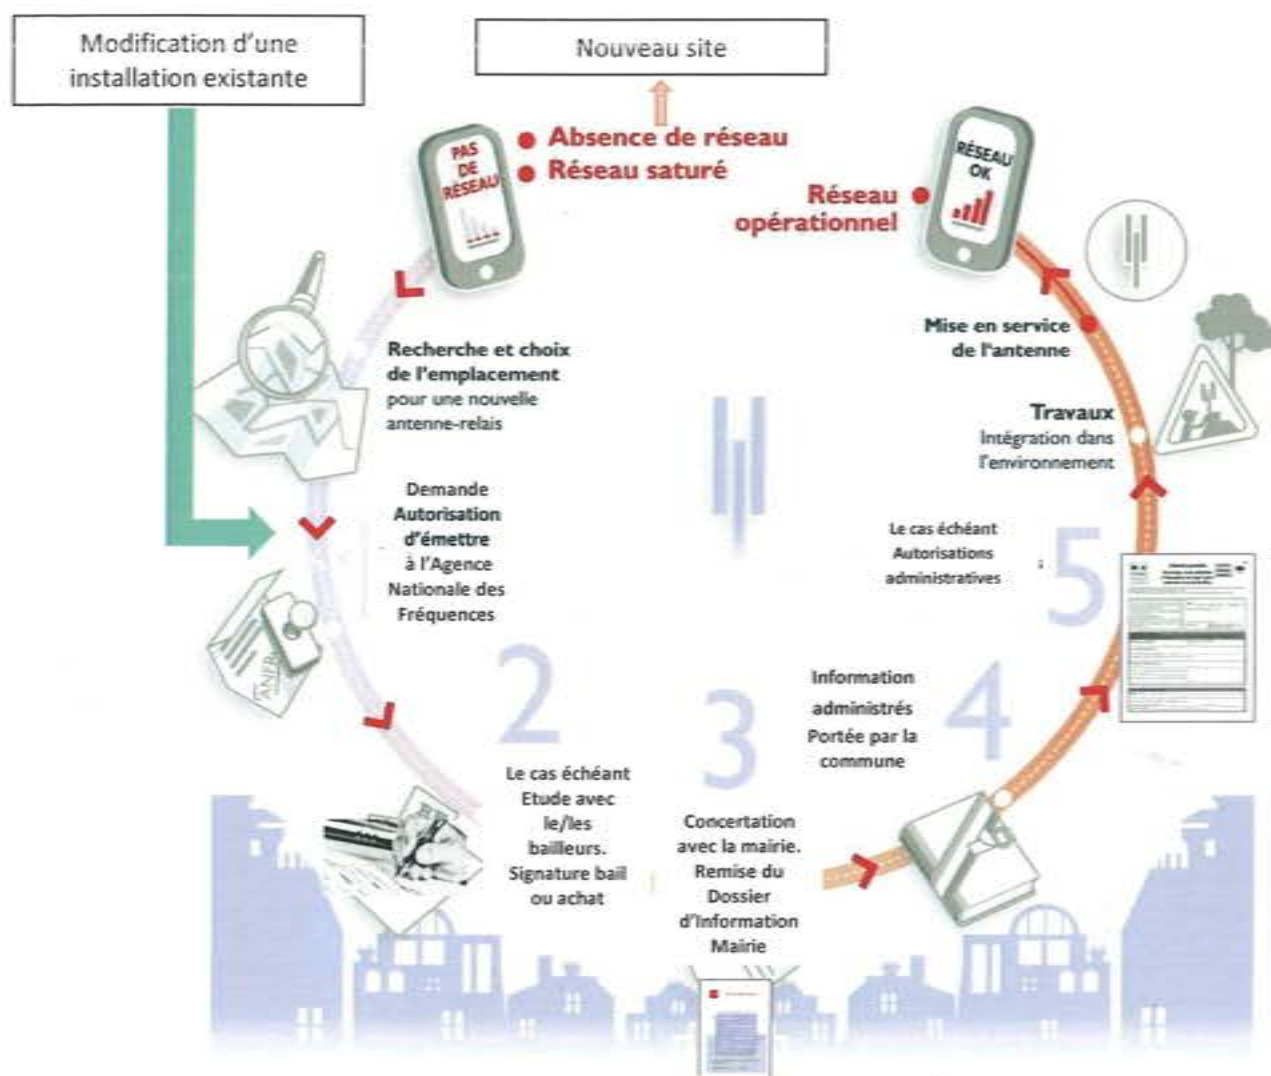 Modification d'une
installation existante
Nouveau site
PAS
DE
RÉSEAU
Absence de réseau
Réseau saturé
RÉSEAU
OK
Réseau
opérationnel
Recherche et choix
de l'emplacement
pour une nouvelle
antenne-relais
Demande
Autorisation
d'émettre
à l'Agence
Nationale des
Fréquences
ANFR
2
Le cas échéant
Etude avec
le/les
bailleurs.
Signature bail
ou achat
3
Concertation
avec la mairie.
Remise du
Dossier
d'Information
Mairie
4
Information
administrés
Portée par la
commune
5
Le cas échéant
Autorisations
administratives
Travaux
Intégration dans
l'environnement
Mise en service
de l'antenne